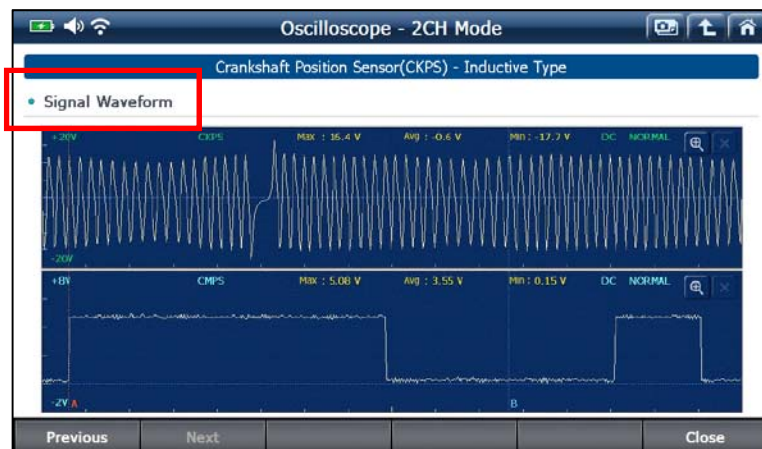 Oscilloscope - 2CH Mode
Crankshaft Position Sensor(CKPS) - Inductive Type
• Signal Waveform
+20V CKPS Max : 16.4 V Avg : -0.6 V Min : -17.7 V DC NORMAL
-20V
+8V CMPS Max : 5.08 V Avg : 3.55 V Min : 0.15 V DC NORMAL
-2V A B
Previous Next Close